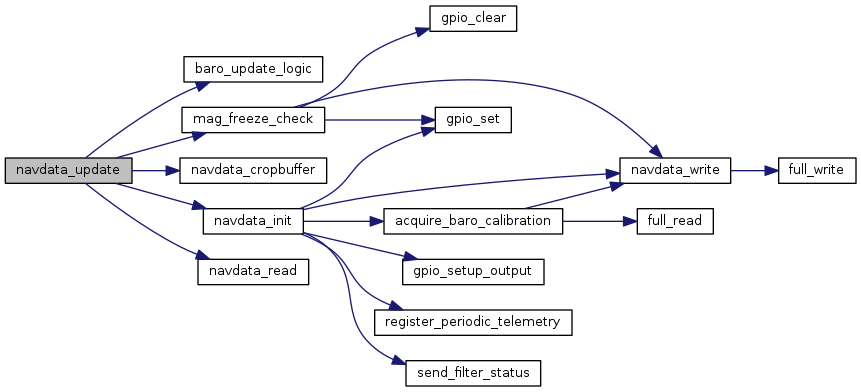 gpio_clear
baro_update_logic
mag_freeze_check
gpio_set
navdata_update
navdata_cropbuffer
navdata_write
full_write
navdata_init
acquire_baro_calibration
full_read
navdata_read
gpio_setup_output
register_periodic_telemetry
send_filter_status